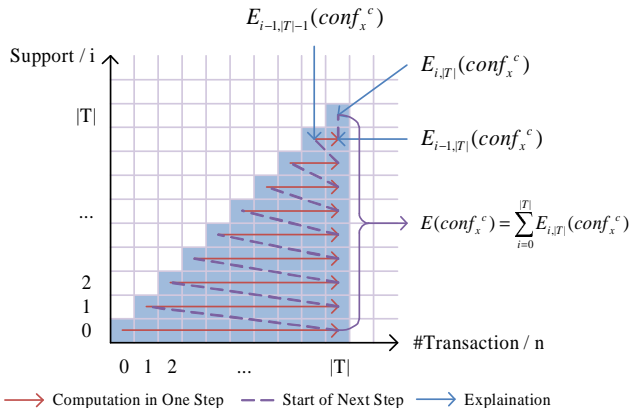 E_{i-1,|T|-1}(conf_x^c)
Support / i
E_{i,|T|}(conf_x^c)
|T|
E_{i-1,|T|}(conf_x^c)
...
E(conf_x^c) = \sum_{i=0}^{|T|} E_{i,|T|}(conf_x^c)
2
1
0
#Transaction / n
0 1 2 ... |T|
Computation in One Step Start of Next Step Explaination